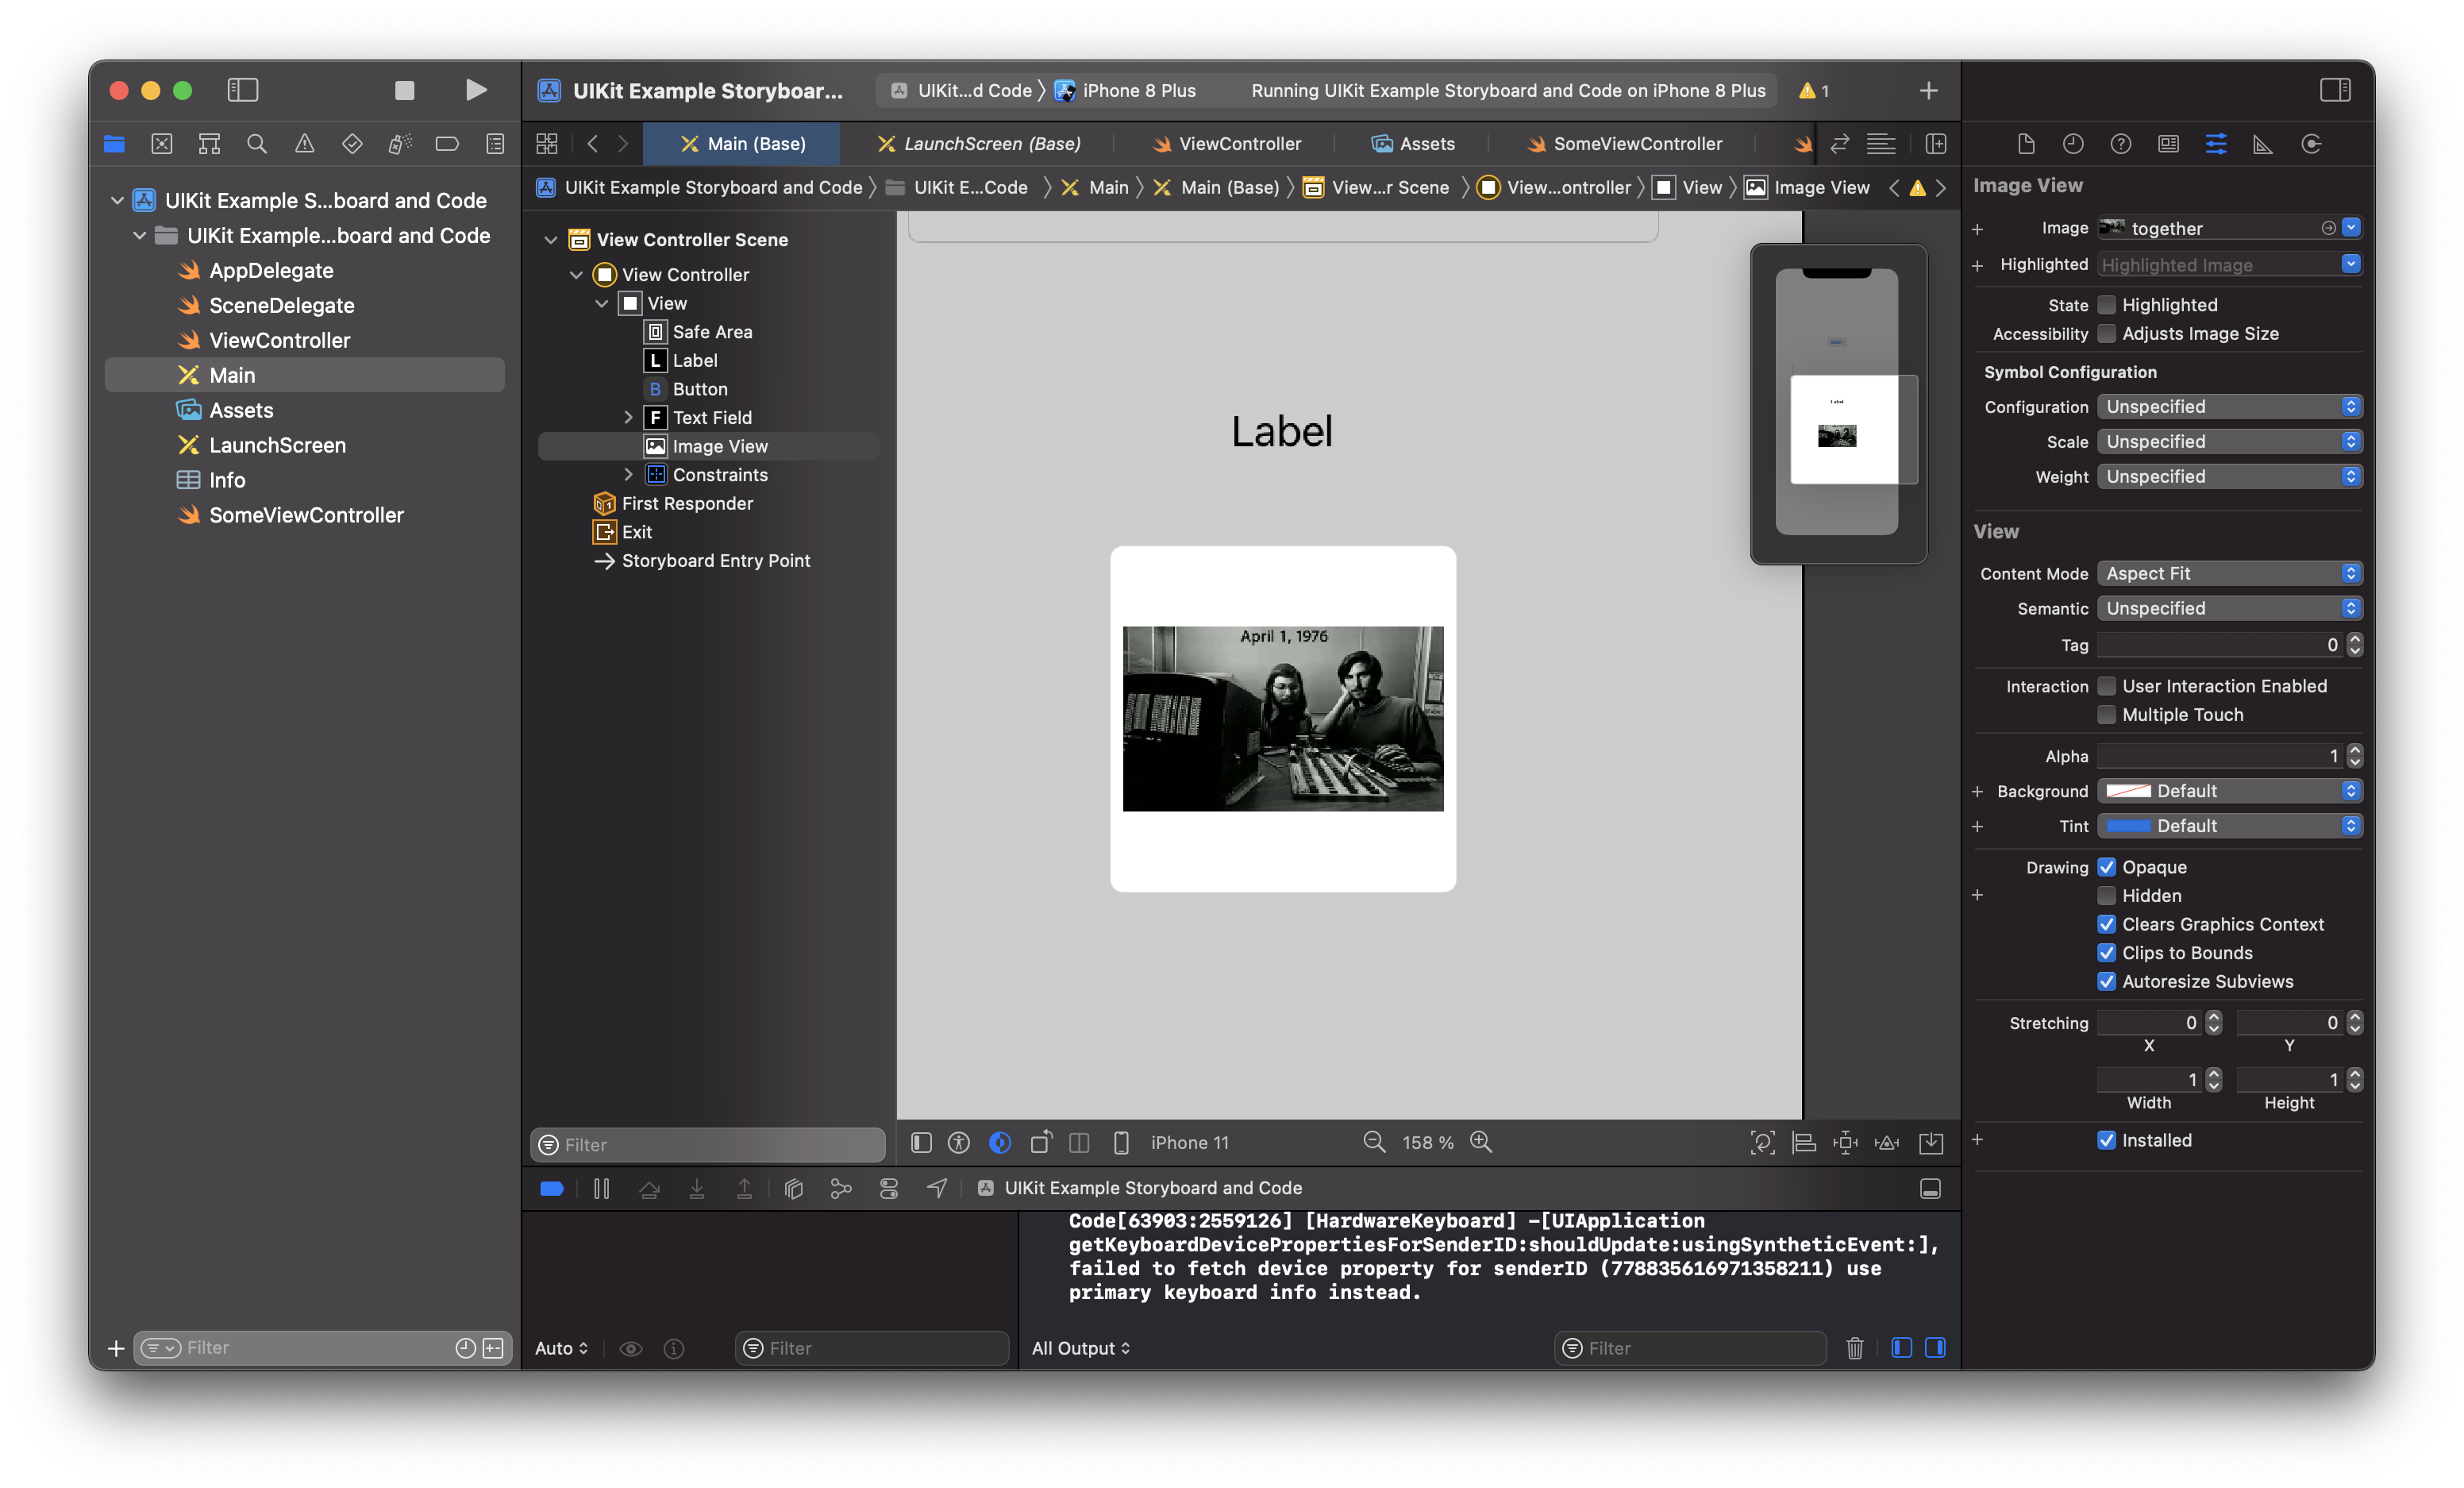 UIKit Example Storyboar...
UIKit...d Code
iPhone 8 Plus
Running UIKit Example Storyboard and Code on iPhone 8 Plus
1
Main (Base)
LaunchScreen (Base)
ViewController
Assets
SomeViewController
UIKit Example Storyboard and Code
UIKit E...Code
Main
Main (Base)
View...r Scene
View...ontroller
View
Image View
UIKit Example S...board and Code
UIKit Example...board and Code
AppDelegate
SceneDelegate
ViewController
Main
Assets
LaunchScreen
Info
SomeViewController
Filter
View Controller Scene
View Controller
View
Safe Area
L Label
B Button
F Text Field
Image View
Constraints
First Responder
Exit
Storyboard Entry Point
Filter
Label
April 1, 1976
Label
iPhone 11
158 %
UIKit Example Storyboard and Code
Code[63903:2559126] [HardwareKeyboard] -[UIApplication
getKeyboardDevicePropertiesForSenderID:shouldUpdate:usingSyntheticEvent:],
failed to fetch device property for senderID (778835616971358211) use
primary keyboard info instead.
Auto
Filter
All Output
Filter
Image View
Image together
Highlighted Highlighted Image
State Highlighted
Accessibility Adjusts Image Size
Symbol Configuration
Configuration Unspecified
Scale Unspecified
Weight Unspecified
View
Content Mode Aspect Fit
Semantic Unspecified
Tag 0
Interaction User Interaction Enabled
Multiple Touch
Alpha 1
Background Default
Tint Default
Drawing Opaque
Hidden
Clears Graphics Context
Clips to Bounds
Autoresize Subviews
Stretching 0 0
X Y
1 1
Width Height
Installed